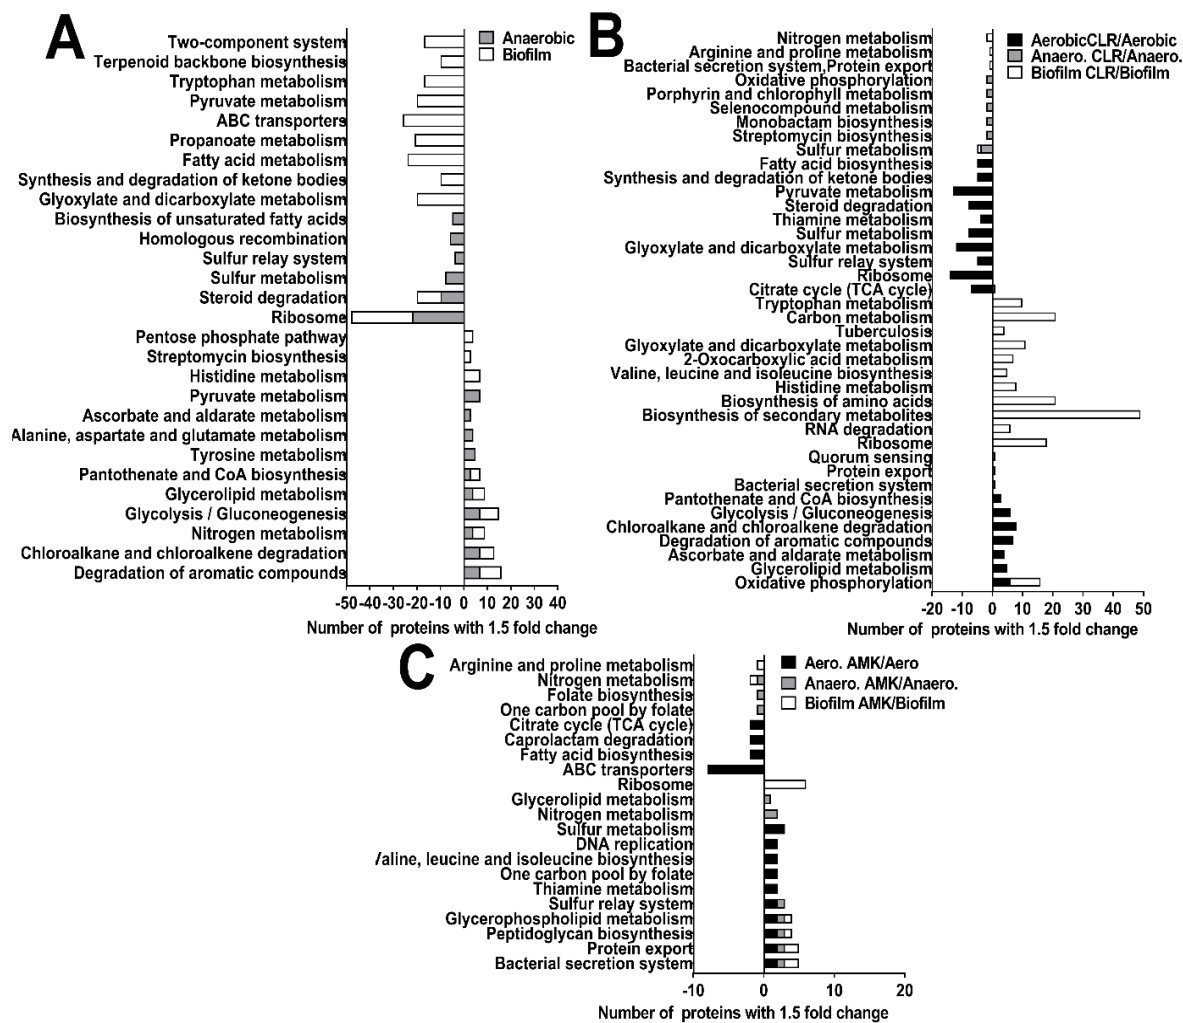 A
Anaerobic
Biofilm
Two-component system
Terpenoid backbone biosynthesis
Tryptophan metabolism
Pyruvate metabolism
ABC transporters
Propanoate metabolism
Fatty acid metabolism
Synthesis and degradation of ketone bodies
Glyoxylate and dicarboxylate metabolism
Biosynthesis of unsaturated fatty acids
Homologous recombination
Sulfur relay system
Sulfur metabolism
Steroid degradation
Ribosome
Pentose phosphate pathway
Streptomycin biosynthesis
Histidine metabolism
Pyruvate metabolism
Ascorbate and aldarate metabolism
Alanine, aspartate and glutamate metabolism
Tyrosine metabolism
Pantothenate and CoA biosynthesis
Glycerolipid metabolism
Glycolysis / Gluconeogenesis
Nitrogen metabolism
Chloroalkane and chloroalkene degradation
Degradation of aromatic compounds
-50 -40 -30 -20 -10 0 10 20 30 40
Number of proteins with 1.5 fold change
B
AerobicCLR/Aerobic
Anaero. CLR/Anaero.
Biofilm CLR/Biofilm
Nitrogen metabolism
Arginine and proline metabolism
Bacterial secretion system,Protein export
Oxidative phosphorylation
Porphyrin and chlorophyll metabolism
Selenocompound metabolism
Monobactam biosynthesis
Streptomycin biosynthesis
Sulfur metabolism
Fatty acid biosynthesis
Synthesis and degradation of ketone bodies
Pyruvate metabolism
Steroid degradation
Thiamine metabolism
Sulfur metabolism
Glyoxylate and dicarboxylate metabolism
Sulfur relay system
Ribosome
Citrate cycle (TCA cycle)
Tryptophan metabolism
Carbon metabolism
Tuberculosis
Glyoxylate and dicarboxylate metabolism
2-Oxocarboxylic acid metabolism
Valine, leucine and isoleucine biosynthesis
Histidine metabolism
Biosynthesis of amino acids
Biosynthesis of secondary metabolites
RNA degradation
Ribosome
Quorum sensing
Protein export
Bacterial secretion system
Pantothenate and CoA biosynthesis
Glycolysis / Gluconeogenesis
Chloroalkane and chloroalkene degradation
Degradation of aromatic compounds
Ascorbate and aldarate metabolism
Glycerolipid metabolism
Oxidative phosphorylation
-20 -10 0 10 20 30 40 50
Number of proteins with 1.5 fold change
C
Aero. AMK/Aero
Anaero. AMK/Anaero.
Biofilm AMK/Biofilm
Arginine and proline metabolism
Nitrogen metabolism
Folate biosynthesis
One carbon pool by folate
Citrate cycle (TCA cycle)
Caprolactam degradation
Fatty acid biosynthesis
ABC transporters
Ribosome
Glycerolipid metabolism
Nitrogen metabolism
Sulfur metabolism
DNA replication
/aline, leucine and isoleucine biosynthesis
One carbon pool by folate
Thiamine metabolism
Sulfur relay system
Glycerophospholipid metabolism
Peptidoglycan biosynthesis
Protein export
Bacterial secretion system
-10 0 10 20
Number of proteins with 1.5 fold change